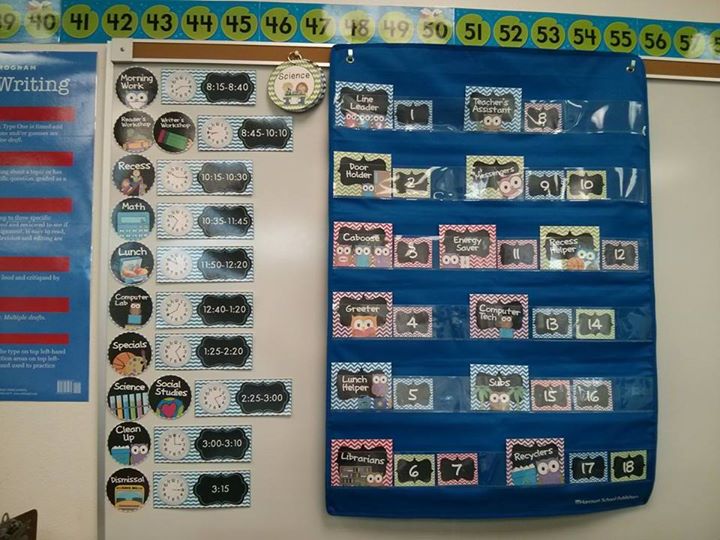 40 41 42 43 44 45 46 47 48 49 50 51 52 53 54 55 56
PROGRAM
Writing
Morning Work
8:15-8:40
Reader's Workshop
Writer's Workshop
8:45-10:10
Recess
10:15-10:30
Math
10:35-11:45
Lunch
11:50-12:20
Computer Lab
12:40-1:20
Specials
1:25-2:20
Science
Social Studies
2:25-3:00
Clean Up
3:00-3:10
Dismissal
3:15
Science
Line Leader
1
Teacher's Assistant
8
Door Holder
2
Messengers
9
10
Caboose
3
Energy Saver
11
Recess Helper
12
Greeter
4
Computer Tech
13
14
Lunch Helper
5
Subs
15
16
Librarians
6
7
Recyclers
17
18
Harcourt School Publishers